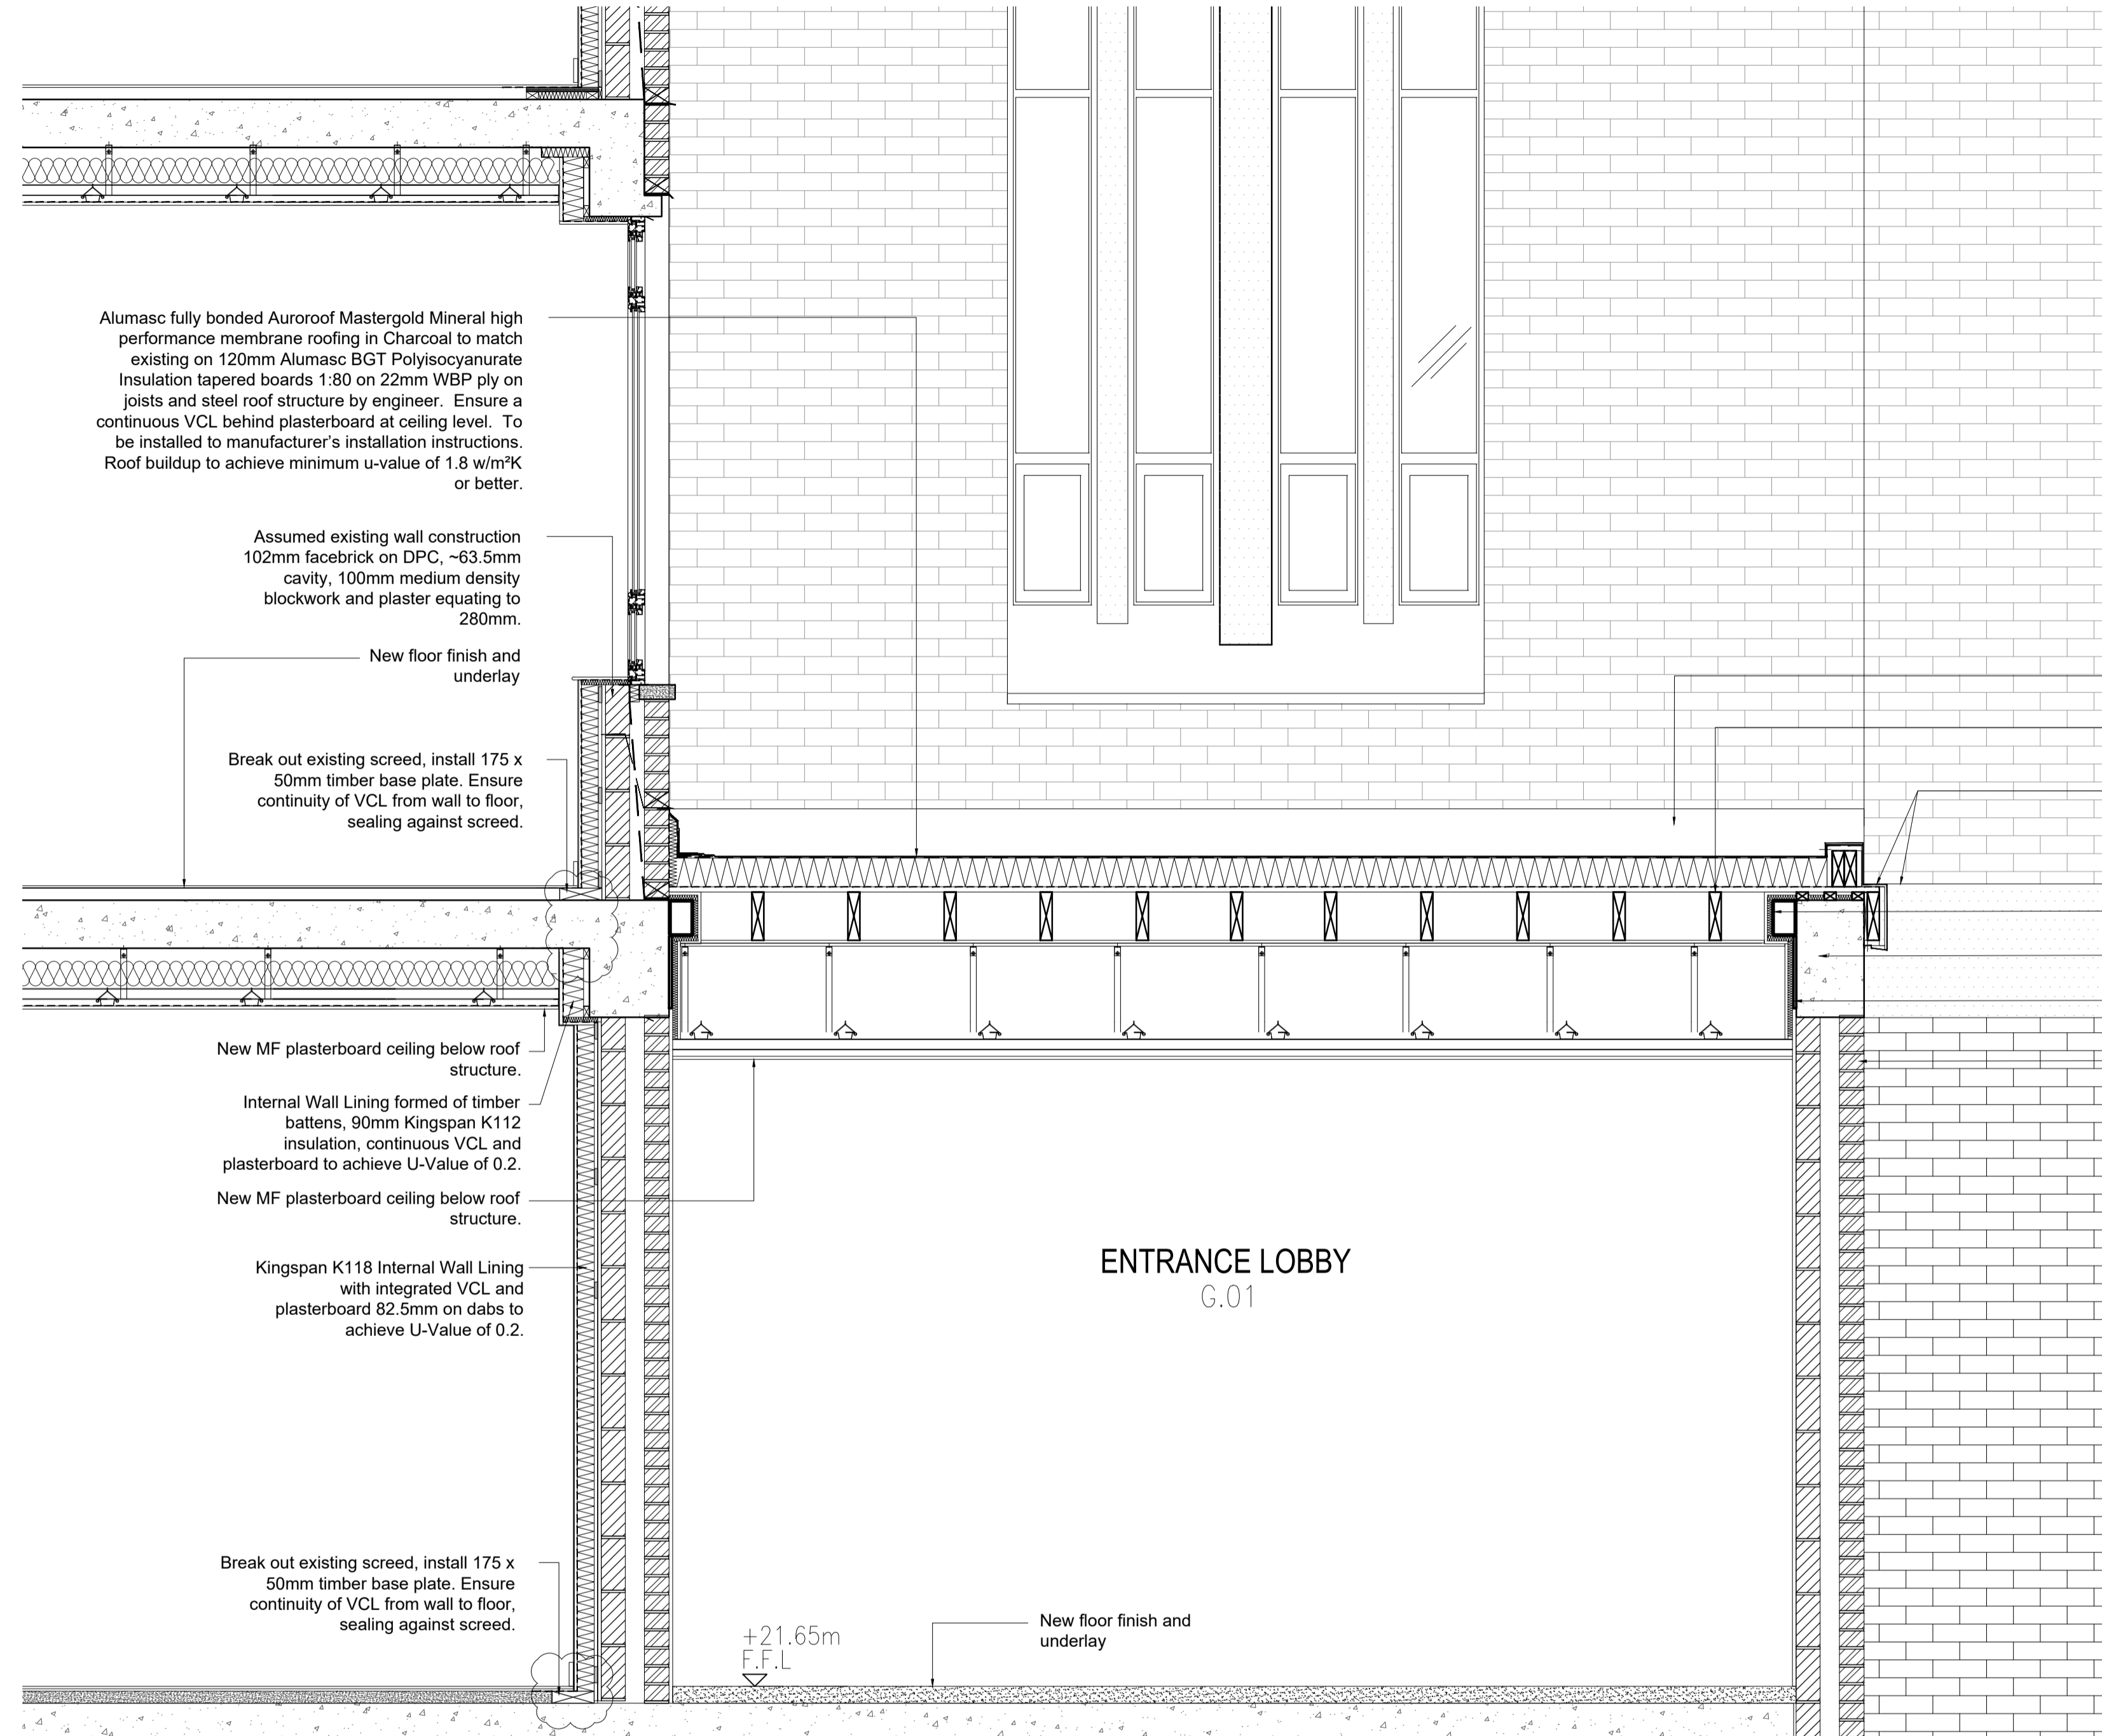 Alumasc fully bonded Auroroof Mastergold Mineral high
performance membrane roofing in Charcoal to match
existing on 120mm Alumasc BGT Polyisocyanurate
Insulation tapered boards 1:80 on 22mm WBP ply on
joists and steel roof structure by engineer. Ensure a
continuous VCL behind plasterboard at ceiling level. To
be installed to manufacturer's installation instructions.
Roof buildup to achieve minimum u-value of 1.8 w/m²K
or better.
Assumed existing wall construction
102mm facebrick on DPC, ~63.5mm
cavity, 100mm medium density
blockwork and plaster equating to
280mm.
New floor finish and
underlay
Break out existing screed, install 175 x
50mm timber base plate. Ensure
continuity of VCL from wall to floor,
sealing against screed.
New MF plasterboard ceiling below roof
structure.
Internal Wall Lining formed of timber
battens, 90mm Kingspan K112
insulation, continuous VCL and
plasterboard to achieve U-Value of 0.2.
New MF plasterboard ceiling below roof
structure.
Kingspan K118 Internal Wall Lining
with integrated VCL and
plasterboard 82.5mm on dabs to
achieve U-Value of 0.2.
ENTRANCE LOBBY
G.01
Break out existing screed, install 175 x
50mm timber base plate. Ensure
continuity of VCL from wall to floor,
sealing against screed.
+21.65m
F.F.L
New floor finish and
underlay